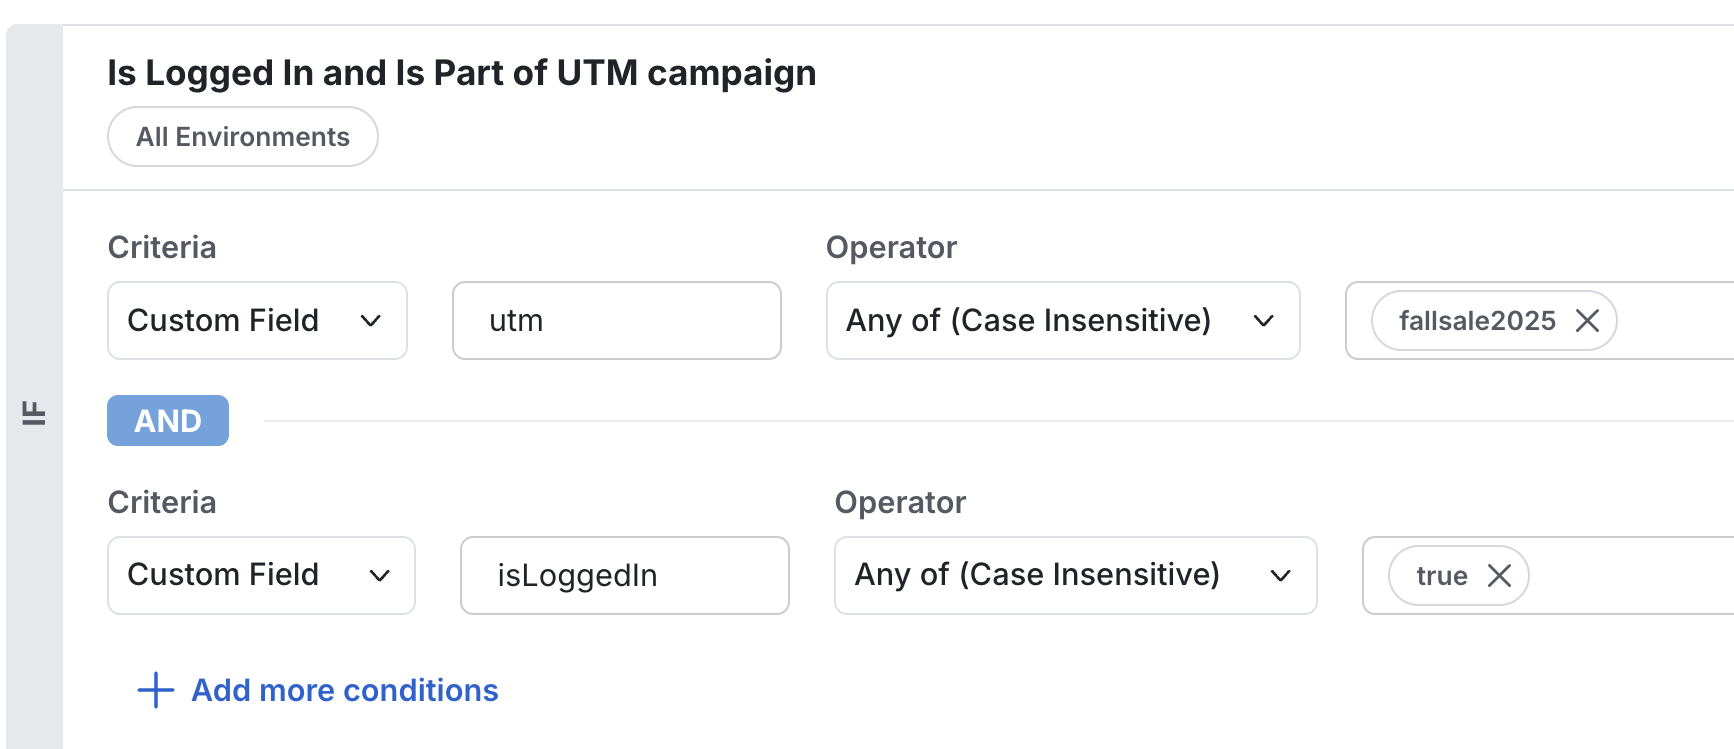 Is Logged In and Is Part of UTM campaign
All Environments
Criteria
Operator
Custom Field
utm
Any of (Case Insensitive)
fallsale2025
IF
AND
Criteria
Operator
Custom Field
isLoggedIn
Any of (Case Insensitive)
true
Add more conditions